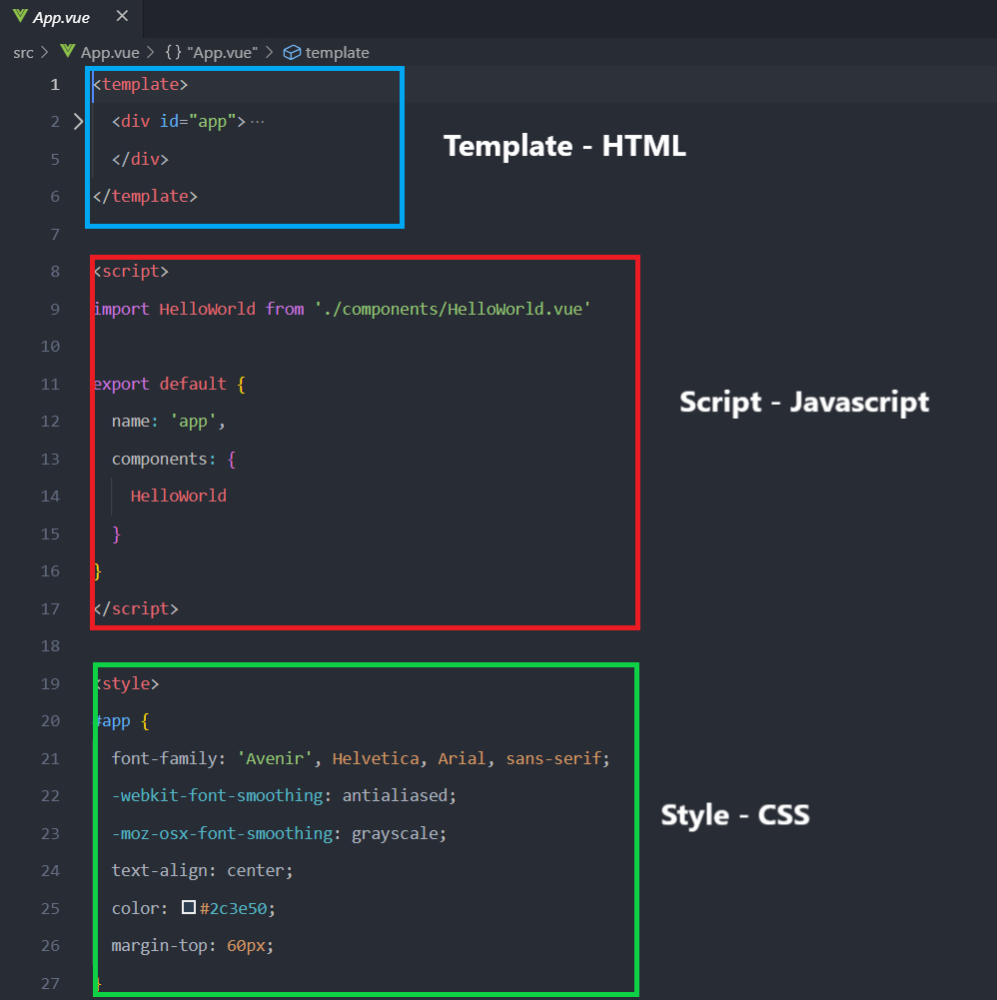 App.vue
src > App.vue > {} "App.vue" > template
1 <template>
2 <div id="app">…
5 </div>
6 </template>
Template - HTML
7
8 <script>
9 import HelloWorld from './components/HelloWorld.vue'
10
11 export default {
12 name: 'app',
13 components: {
14 HelloWorld
15 }
16 }
17 </script>
Script - Javascript
18
19 <style>
20 #app {
21 font-family: 'Avenir', Helvetica, Arial, sans-serif;
22 -webkit-font-smoothing: antialiased;
23 -moz-osx-font-smoothing: grayscale;
24 text-align: center;
25 color: #2c3e50;
26 margin-top: 60px;
27 }
Style - CSS